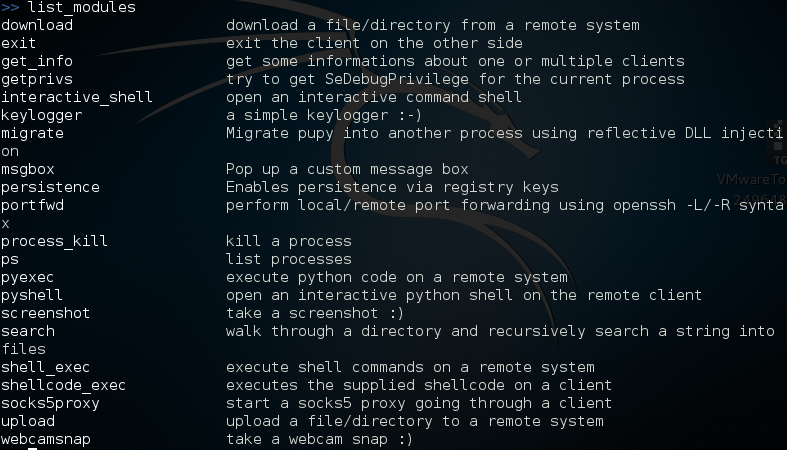 >> list_modules
download download a file/directory from a remote system
exit exit the client on the other side
get_info get some informations about one or multiple clients
getprivs try to get SeDebugPrivilege for the current process
interactive_shell open an interactive command shell
keylogger a simple keylogger :-)
migrate Migrate pupy into another process using reflective DLL injecti
on
msgbox Pop up a custom message box
persistence Enables persistence via registry keys
portfwd perform local/remote port forwarding using openssh -L/-R synta
x
process_kill kill a process
ps list processes
pyexec execute python code on a remote system
pyshell open an interactive python shell on the remote client
screenshot take a screenshot :)
search walk through a directory and recursively search a string into
files
shell_exec execute shell commands on a remote system
shellcode_exec executes the supplied shellcode on a client
socks5proxy start a socks5 proxy going through a client
upload upload a file/directory to a remote system
webcamsnap take a webcam snap :)
TG
VMwareTo